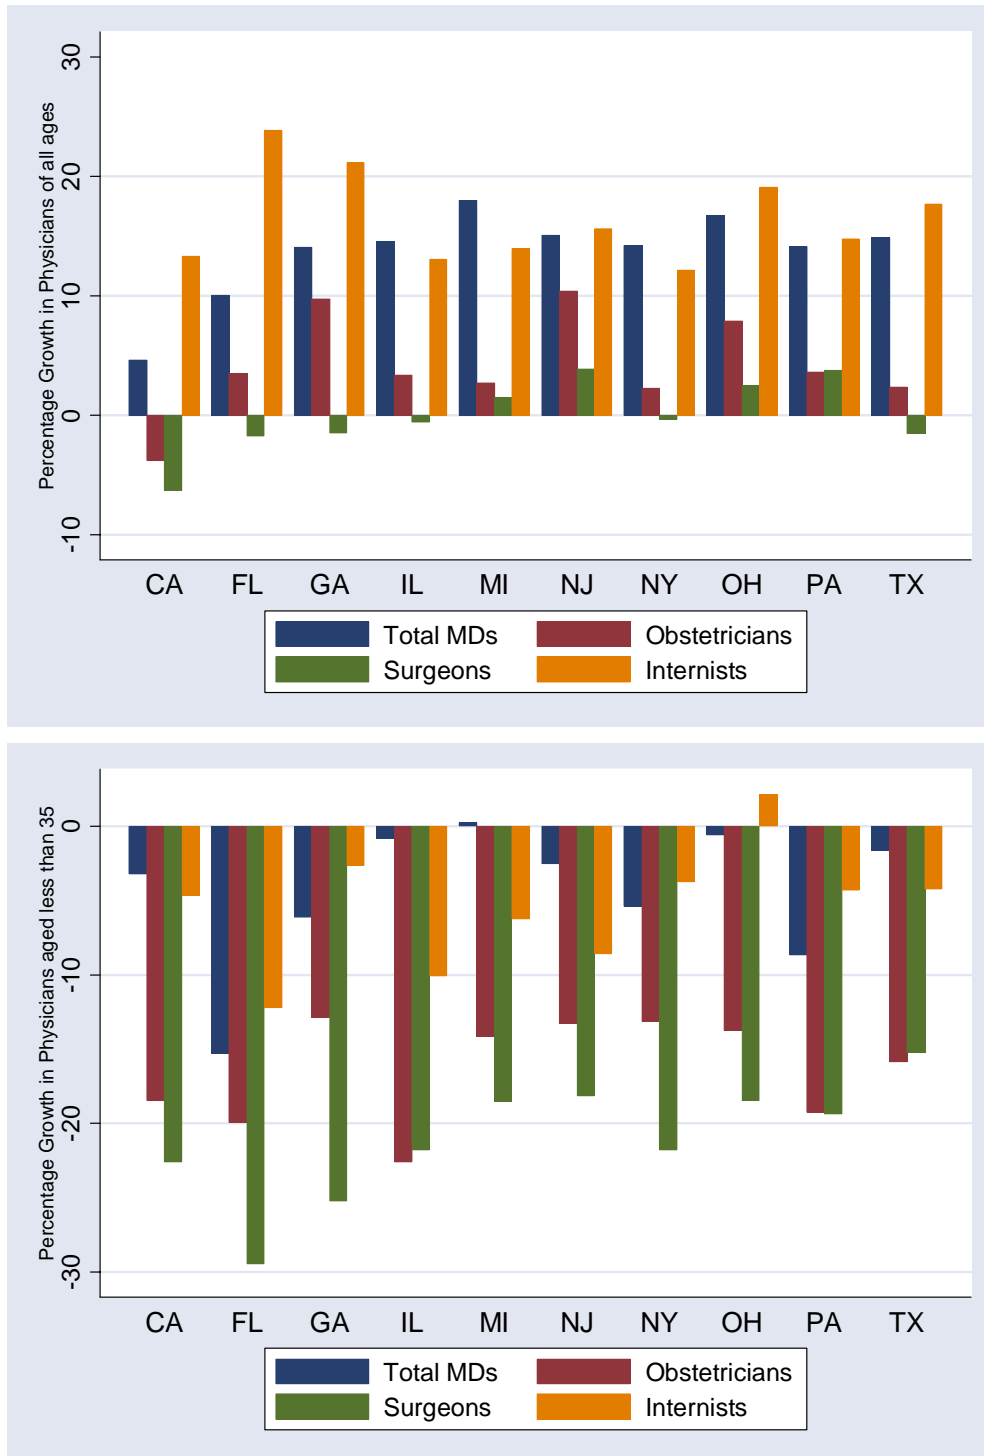 Percentage Growth in Physicians of all ages
30
20
10
0
-10
CA FL GA IL MI NJ NY OH PA TX
Total MDs Obstetricians
Surgeons Internists
Percentage Growth in Physicians aged less than 35
0
-10
-20
-30
CA FL GA IL MI NJ NY OH PA TX
Total MDs Obstetricians
Surgeons Internists